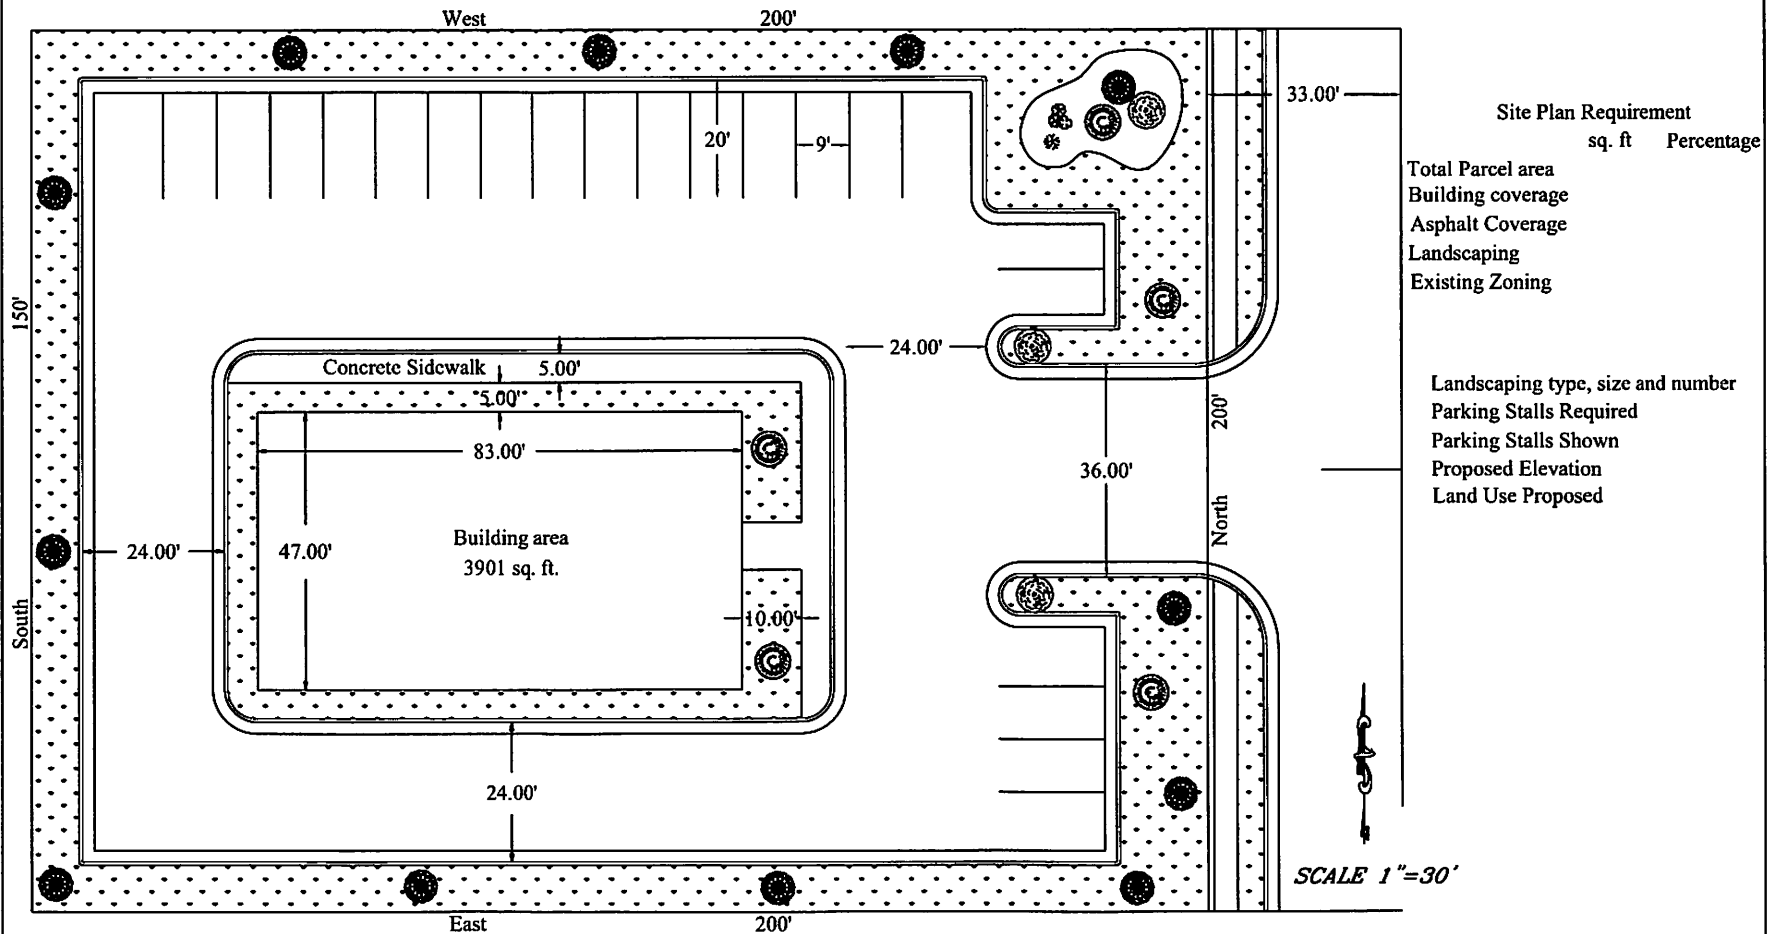 West 200'
33.00'
20'
9'
Site Plan Requirement
sq. ft Percentage
Total Parcel area
Building coverage
Asphalt Coverage
Landscaping
Existing Zoning
150'
24.00'
Concrete Sidewalk 5.00'
5.00'
83.00'
200'
Landscaping type, size and number
Parking Stalls Required
Parking Stalls Shown
Proposed Elevation
Land Use Proposed
36.00'
North
24.00'
47.00'
Building area
3901 sq. ft.
10.00'
South
24.00'
SCALE 1"=30'
East 200'